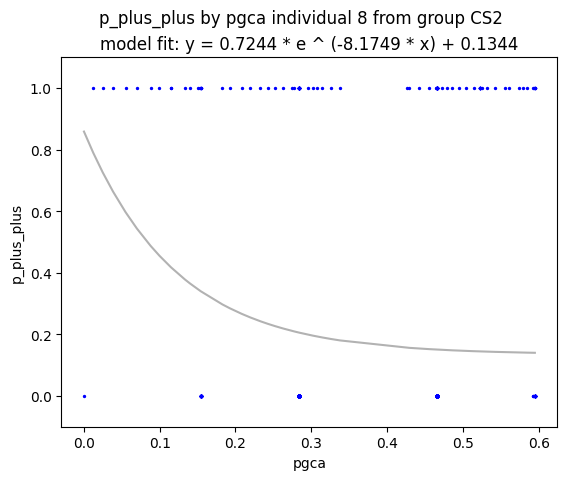 p_plus_plus by pgca individual 8 from group CS2
model fit: y = 0.7244 * e ^ (-8.1749 * x) + 0.1344
1.0
0.8
0.6
0.4
0.2
0.0
p_plus_plus
0.0 0.1 0.2 0.3 0.4 0.5 0.6
pgca